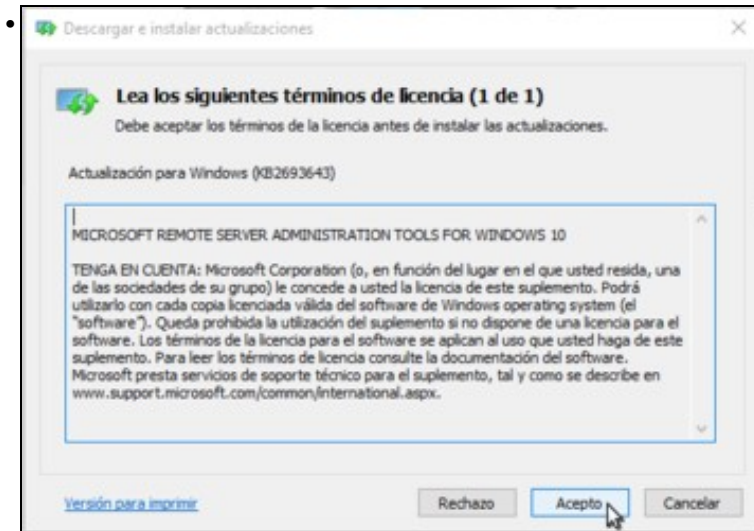 Descargar e instalar actualizaciones
Lea los siguientes términos de licencia (1 de 1)
Debe aceptar los términos de la licencia antes de instalar las actualizaciones.
Actualización para Windows (KB2693643)
MICROSOFT REMOTE SERVER ADMINISTRATION TOOLS FOR WINDOWS 10
TENGA EN CUENTA: Microsoft Corporation (o, en función del lugar en el que usted resida, una
de las sociedades de su grupo) le concede a usted la licencia de este suplemento. Podrá
utilizarlo con cada copia licenciada válida del software de Windows operating system (el
"software"). Queda prohibida la utilización del suplemento si no dispone de una licencia para el
software. Los términos de la licencia para el software se aplican al uso que usted haga de este
suplemento. Para leer los términos de licencia consulte la documentación del software.
Microsoft presta servicios de soporte técnico para el suplemento, tal y como se describe en
www.support.microsoft.com/common/international.aspx.
Versión para imprimir
Rechazo
Acepto
Cancelar